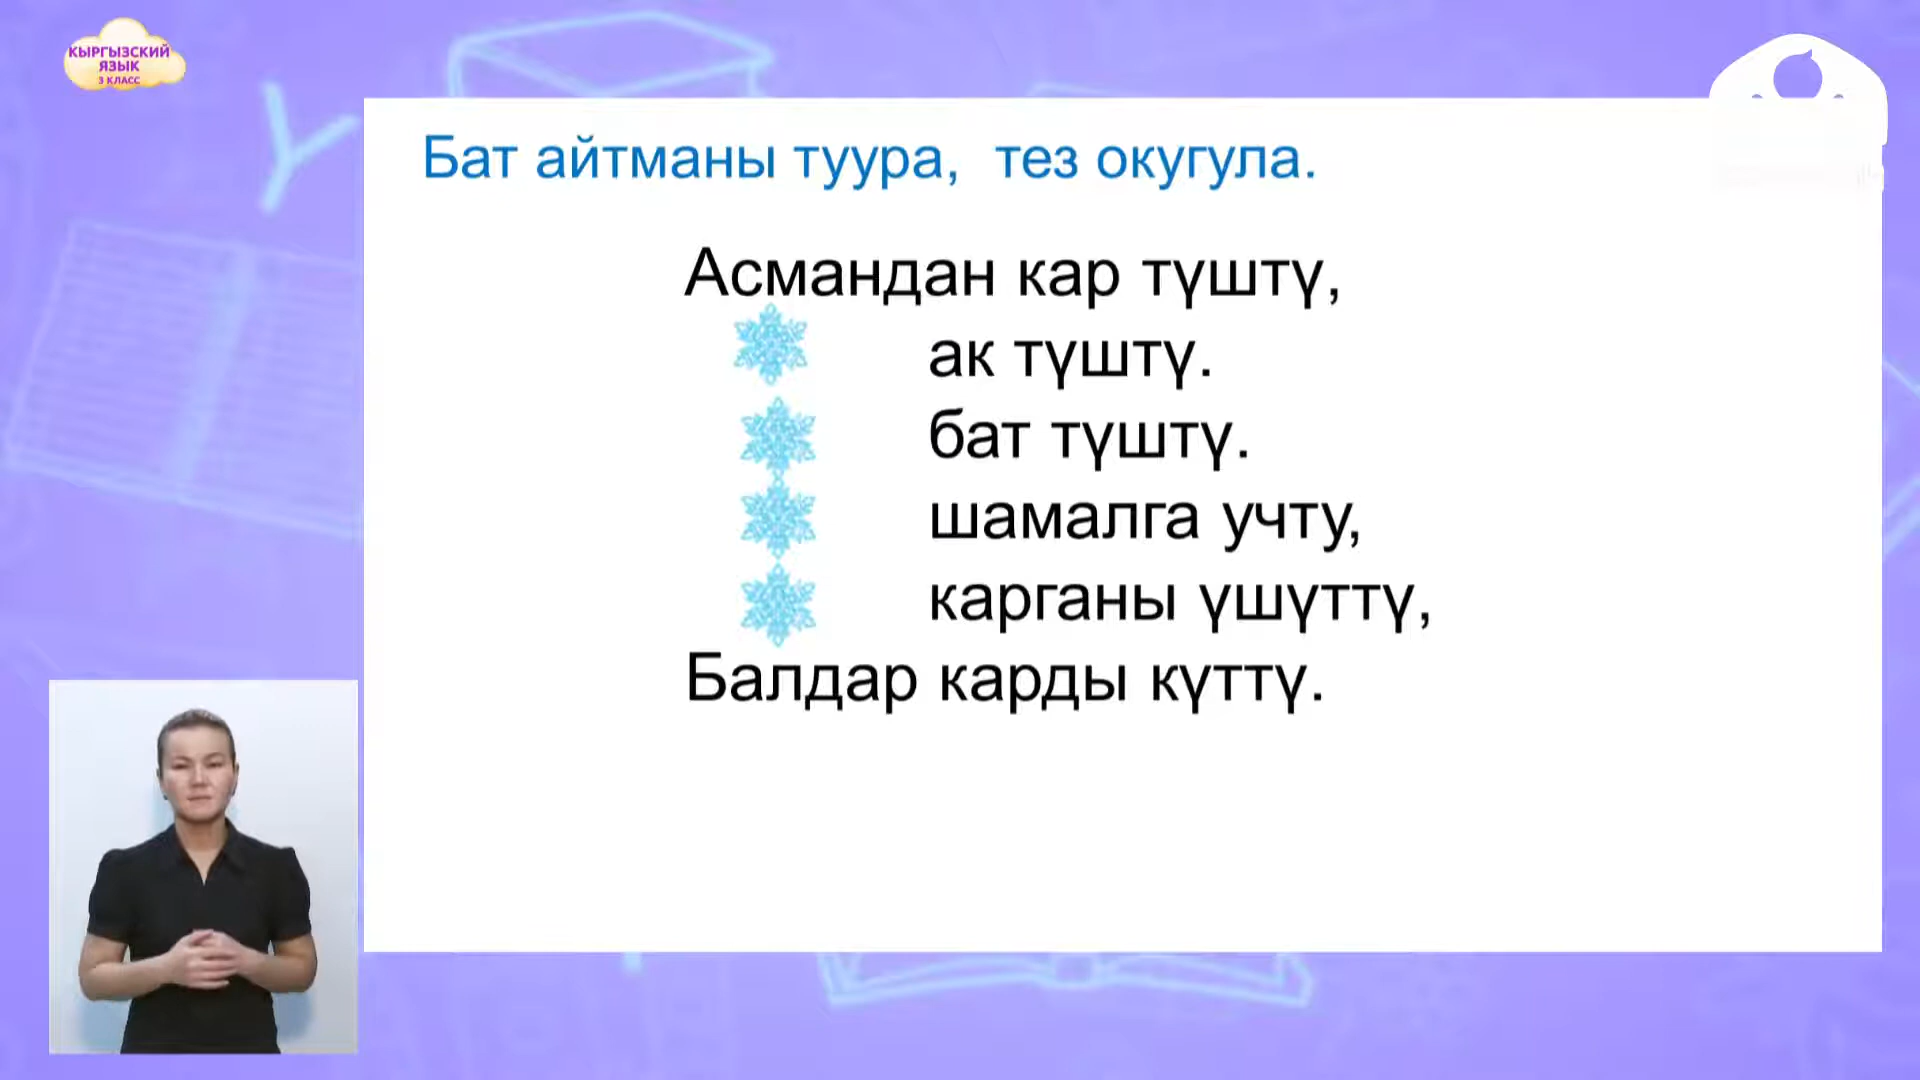 КЫРГЫЗСКИЙ
ЯЗЫК
3 КЛАСС
Бат айтманы туура, тез окугула.
Асмандан кар түштү,
ак түштү.
бат түштү.
шамалга учту,
карганы үшүттү,
Балдар карды күттү.